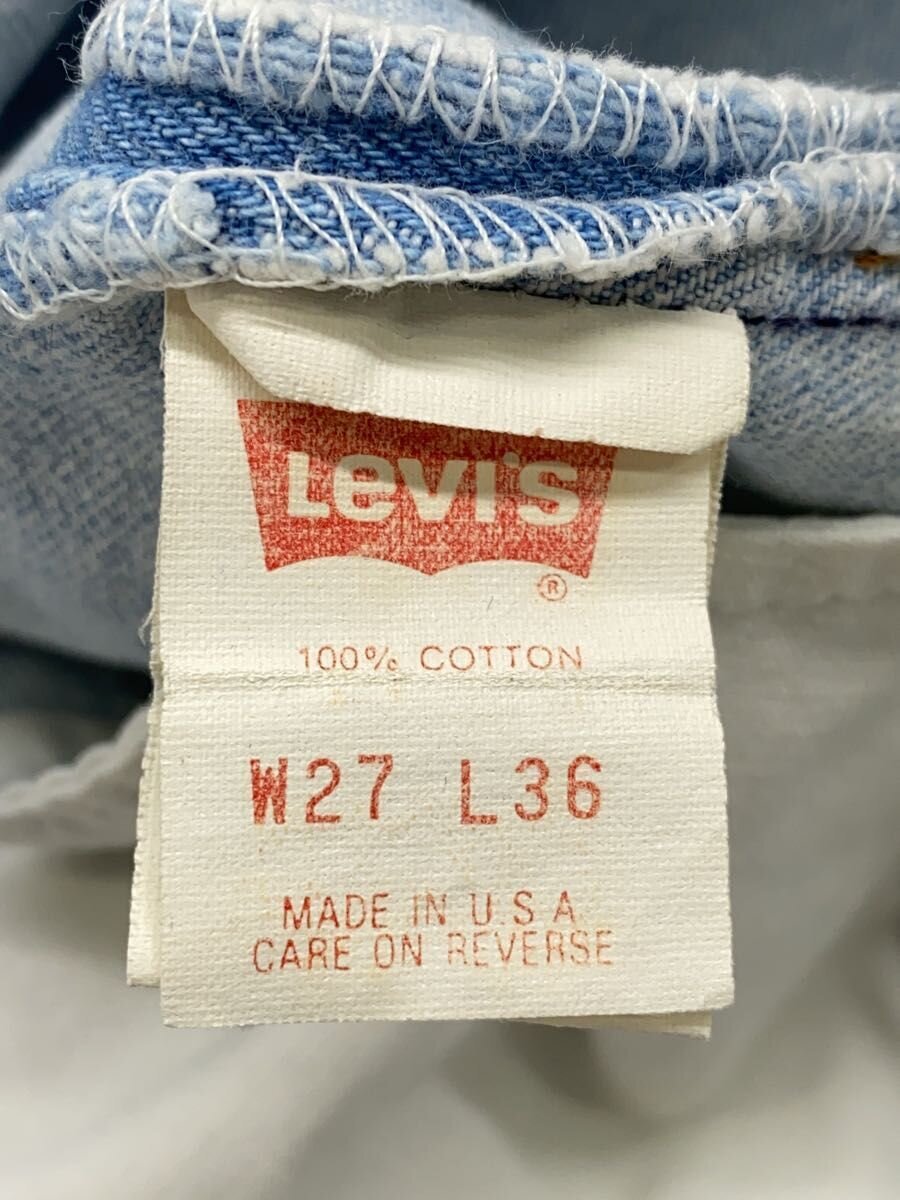 Levi's
®
100% COTTON
W27 L36
MADE IN U.S.A.
CARE ON REVERSE